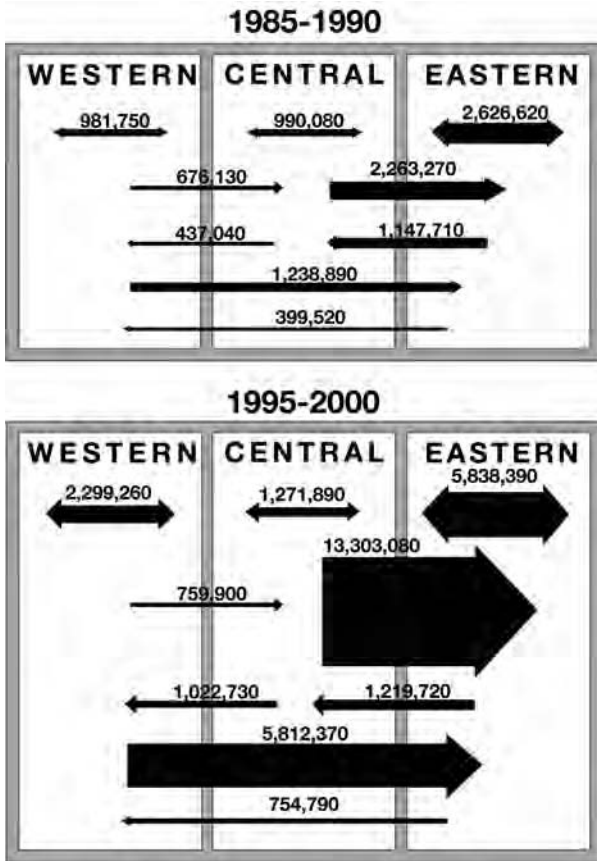 1985-1990
WESTERN CENTRAL EASTERN
981,750 990,080 2,626,620
676,130 2,263,270
437,040 1,147,710
1,238,890
399,520
1995-2000
WESTERN CENTRAL EASTERN
2,299,260 1,271,890 5,838,390
13,303,080
759,900
1,022,730 1,219,720
5,812,370
754,790